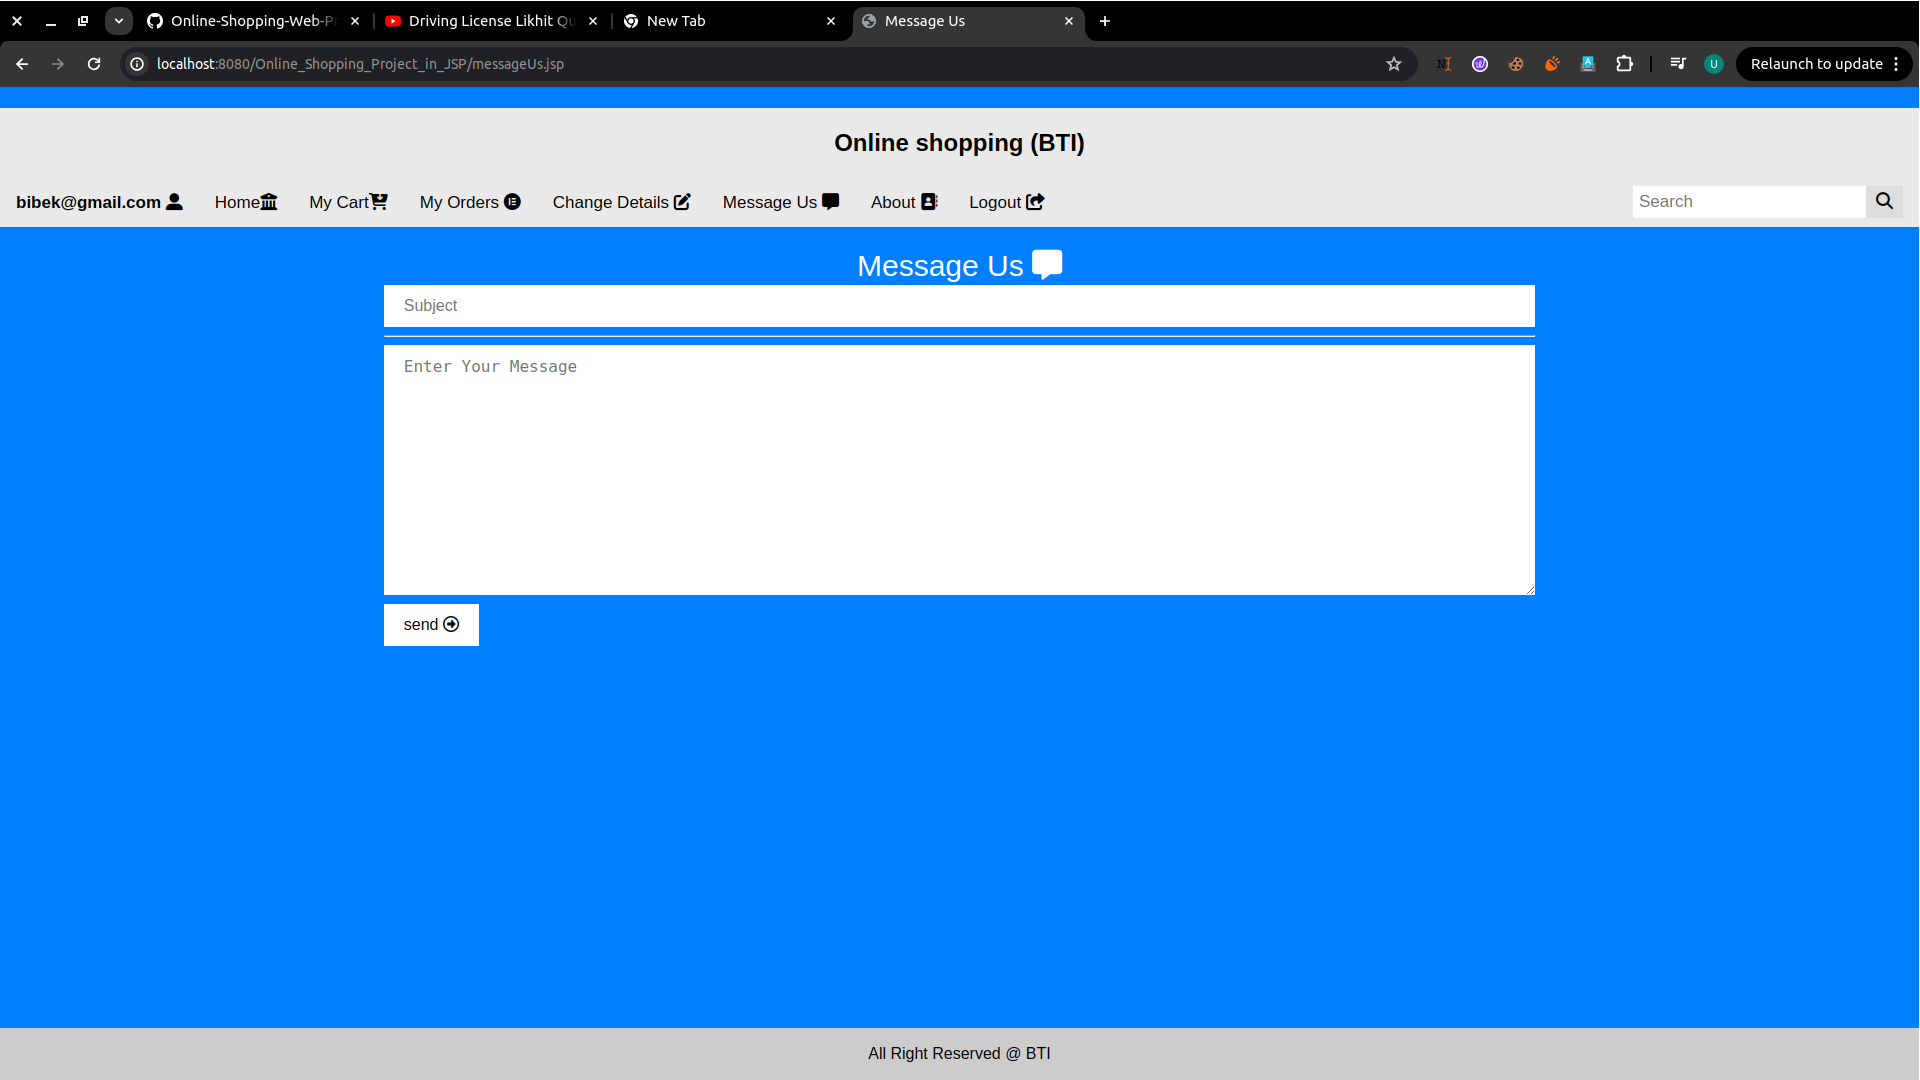 Online-Shopping-Web-Pr
Driving License Likhit Qu
New Tab
Message Us
localhost:8080/Online_Shopping_Project_in_JSP/messageUs.jsp
U
Relaunch to update
Online shopping (BTI)
bibek@gmail.com
Home
My Cart
My Orders
Change Details
Message Us
About
Logout
Search
Message Us
Subject
Enter Your Message
send
All Right Reserved @ BTI